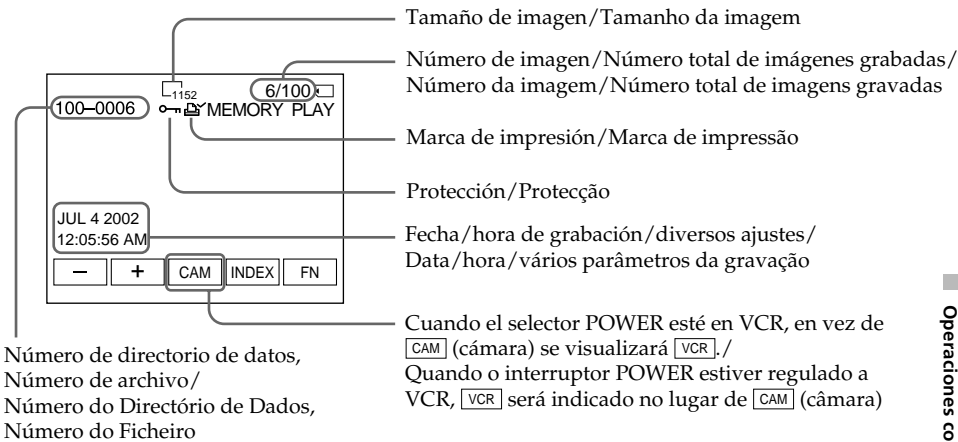 Tamaño de imagen/Tamanho da imagem
Número de imagen/Número total de imágenes grabadas/
Número da imagem/Número total de imagens gravadas
1152
6/100
100–0006
MEMORY PLAY
Marca de impresión/Marca de impressão
Protección/Protecção
JUL 4 2002
12:05:56 AM
Fecha/hora de grabación/diversos ajustes/
Data/hora/vários parâmetros da gravação
– + CAM INDEX FN
Cuando el selector POWER esté en VCR, en vez de
CAM (cámara) se visualizará VCR./
Quando o interruptor POWER estiver regulado a
VCR, VCR será indicado no lugar de CAM (câmara)
Número de directorio de datos,
Número de archivo/
Número do Directório de Dados,
Número do Ficheiro
Operaciones co